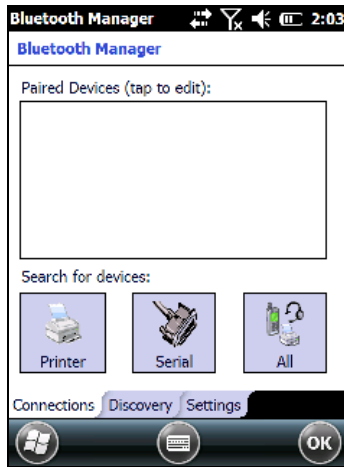 Bluetooth Manager 2:03
Bluetooth Manager
Paired Devices (tap to edit):
Search for devices:
Printer Serial All
Connections Discovery Settings
OK